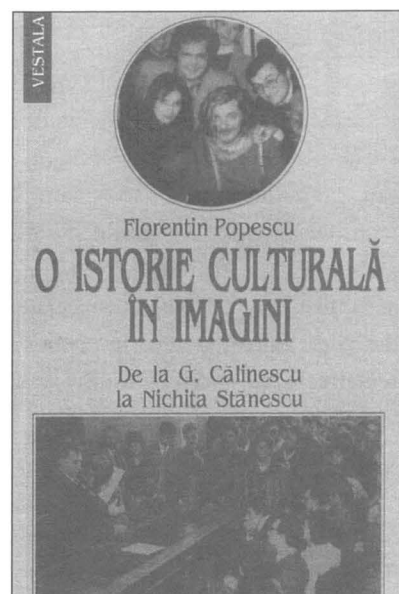 VESTALA
Florentin Popescu
O ISTORIE CULTURALĂ
ÎN IMAGINI
De la G. Călinescu
la Nichita Stănescu